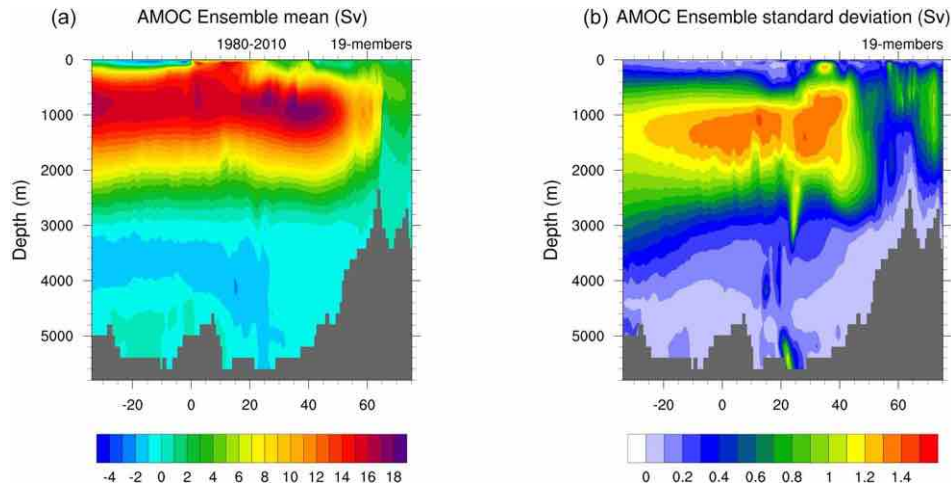 (a) AMOC Ensemble mean (Sv)
1980-2010 19-members
0
1000
2000
3000
4000
5000
Depth (m)
-20 0 20 40 60
-4 -2 0 2 4 6 8 10 12 14 16 18
(b) AMOC Ensemble standard deviation (Sv)
19-members
0
1000
2000
3000
4000
5000
Depth (m)
-20 0 20 40 60
0 0.2 0.4 0.6 0.8 1 1.2 1.4